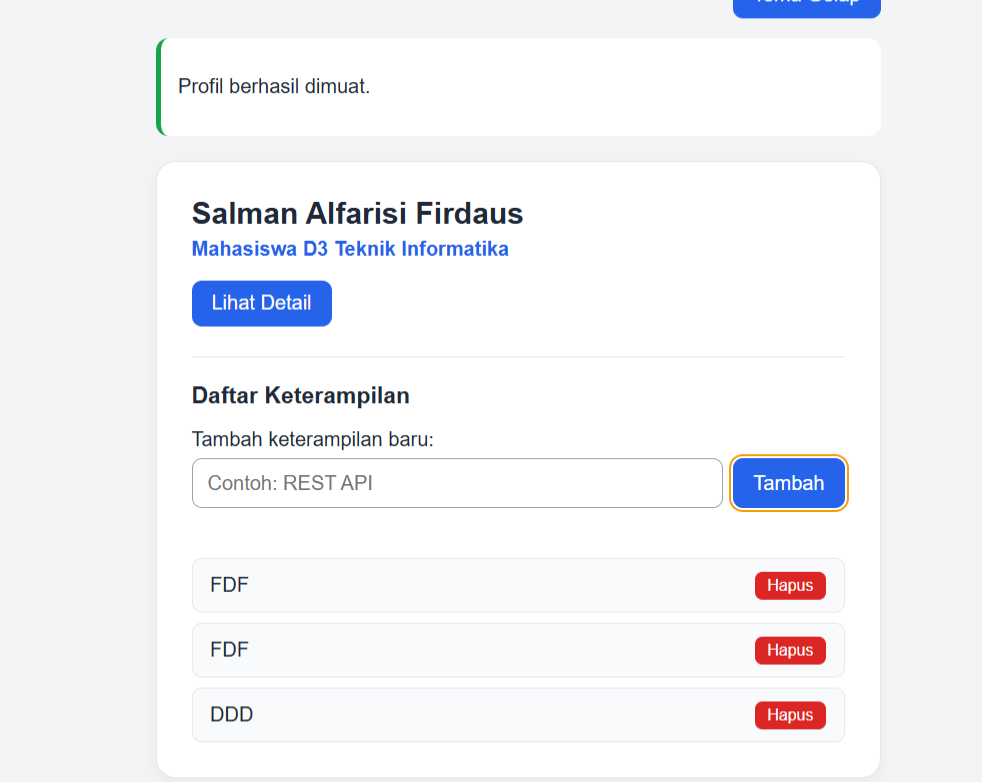 Profil berhasil dimuat.
Salman Alfarisi Firdaus
Mahasiswa D3 Teknik Informatika
Lihat Detail
Daftar Keterampilan
Tambah keterampilan baru:
Contoh: REST API
Tambah
FDF
Hapus
FDF
Hapus
DDD
Hapus